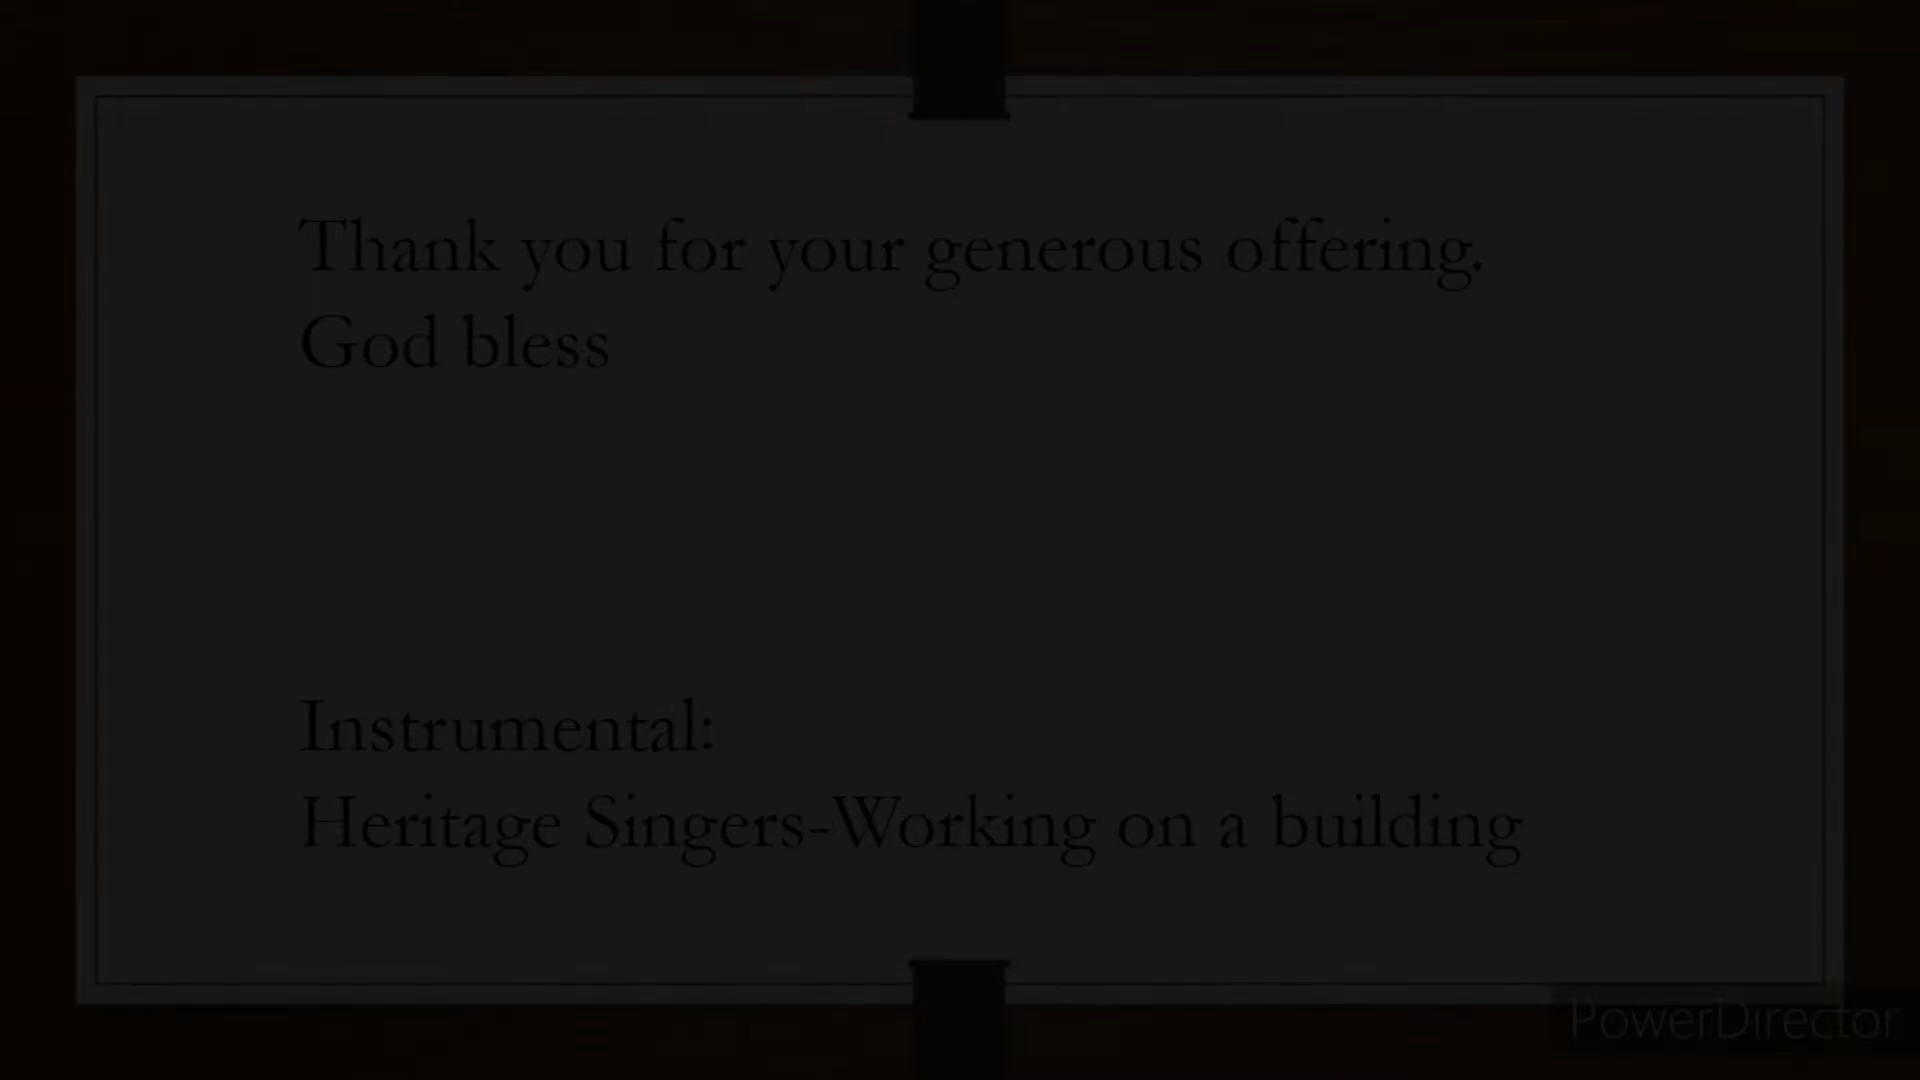 Thank you for your generous offering.
God bless
Instrumental:
Heritage Singers-Working on a building
PowerDirector